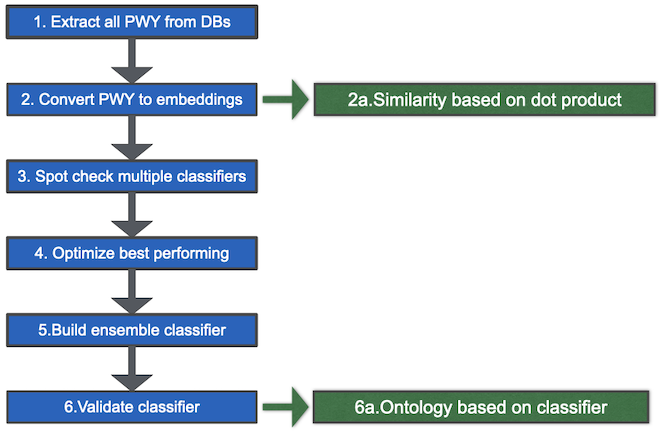 1. Extract all PWY from DBs
2. Convert PWY to embeddings
2a.Similarity based on dot product
3. Spot check multiple classifiers
4. Optimize best performing
5.Build ensemble classifier
6.Validate classifier
6a.Ontology based on classifier